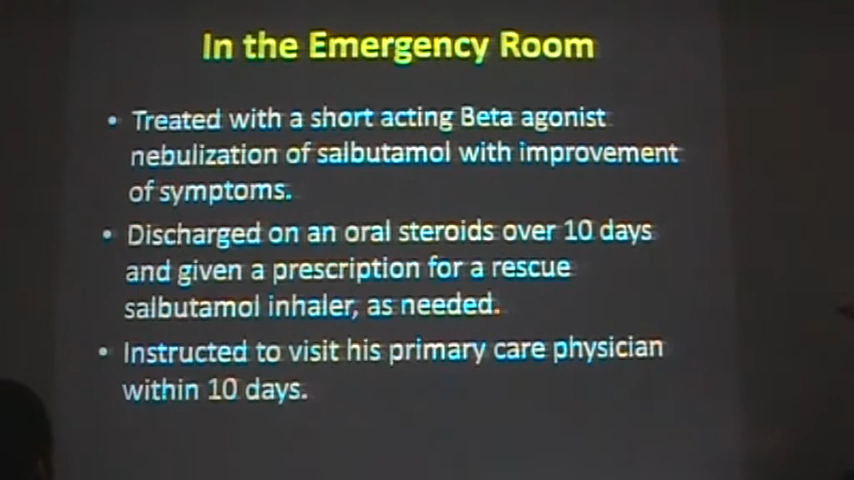 In the Emergency Room
• Treated with a short acting Beta agonist
nebulization of salbutamol with improvement
of symptoms.
• Discharged on an oral steroids over 10 days
and given a prescription for a rescue
salbutamol inhaler, as needed.
• Instructed to visit his primary care physician
within 10 days.